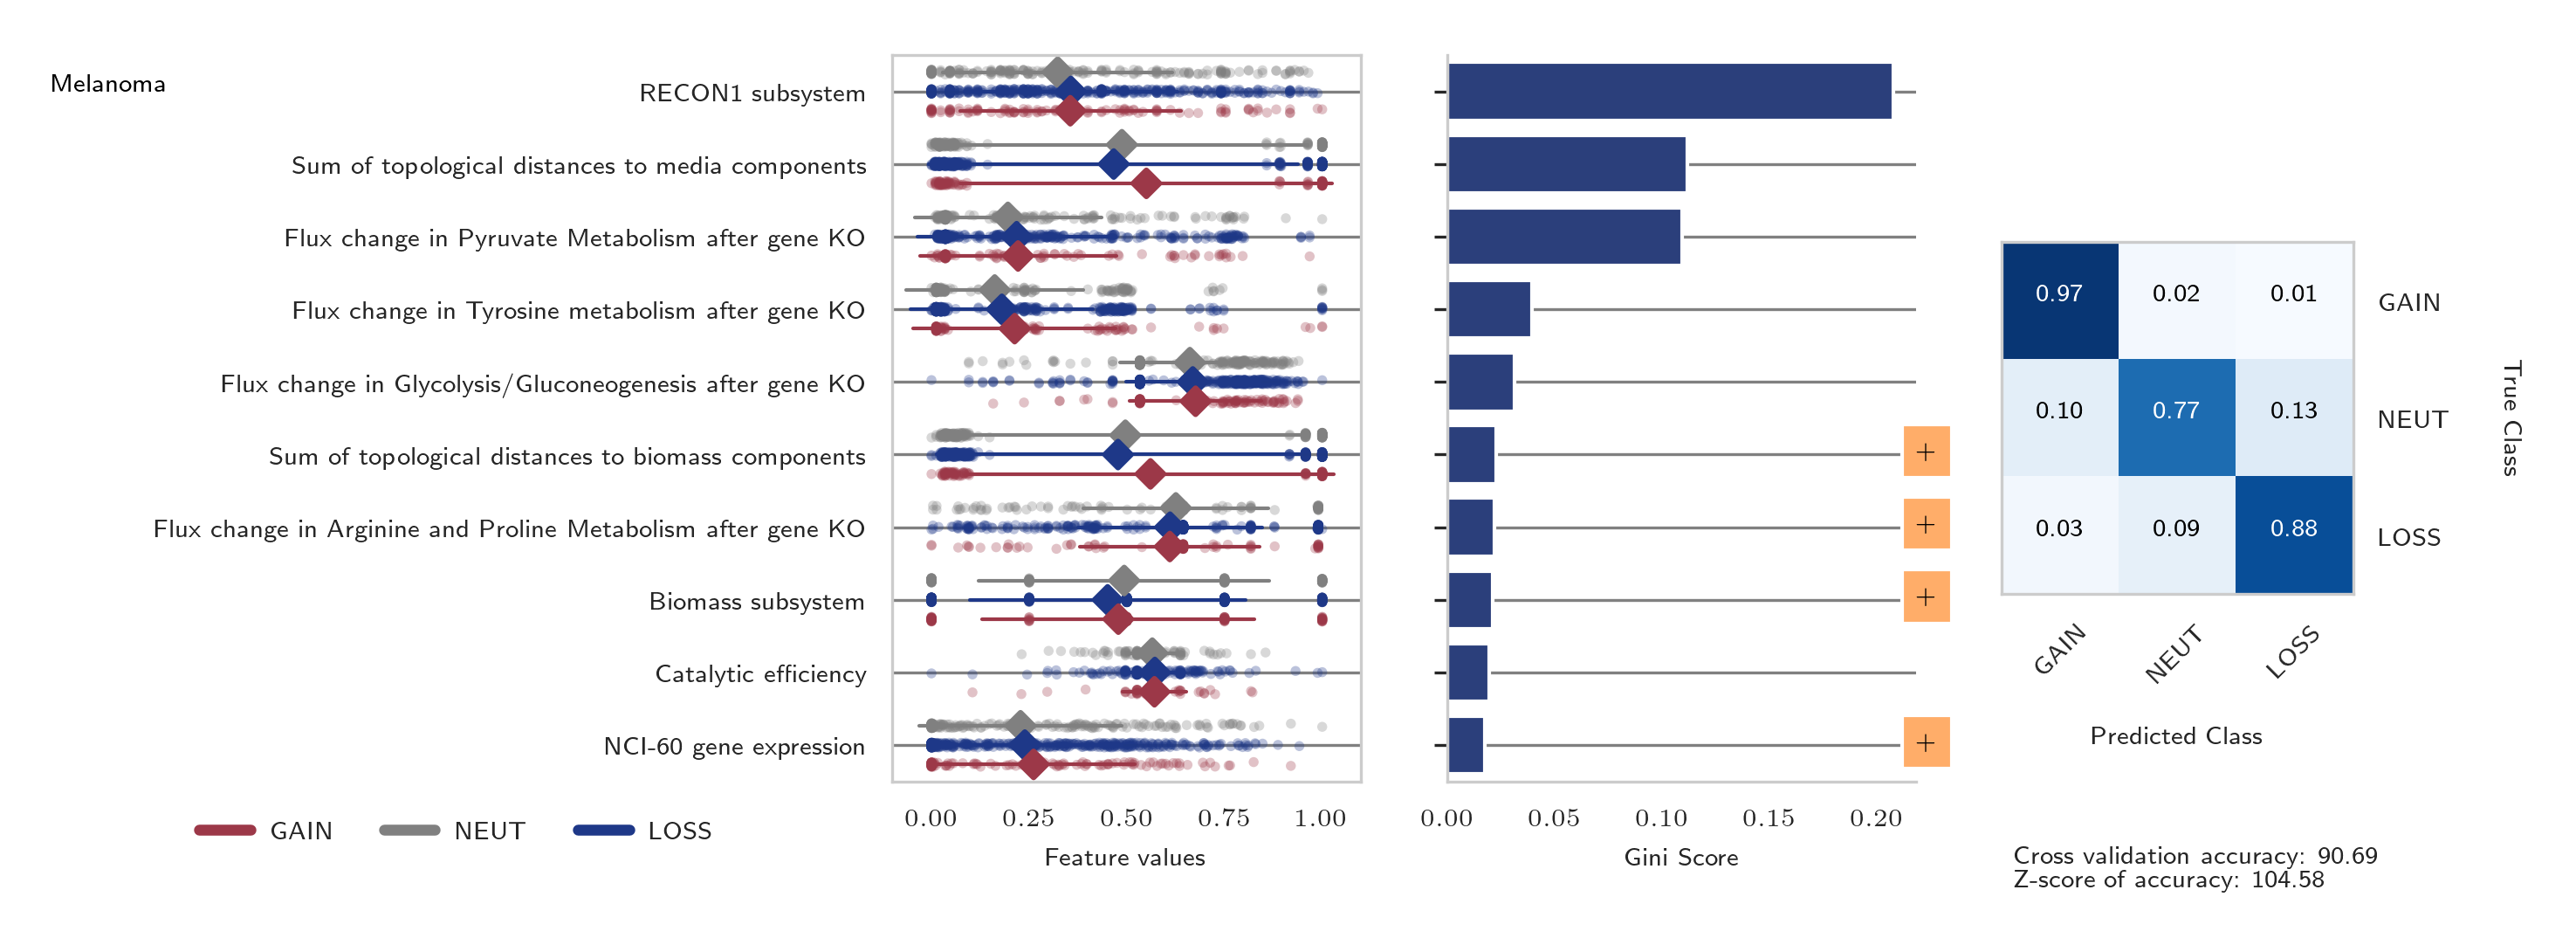 Melanoma
RECON1 subsystem
Sum of topological distances to media components
Flux change in Pyruvate Metabolism after gene KO
Flux change in Tyrosine metabolism after gene KO
Flux change in Glycolysis/Gluconeogenesis after gene KO
Sum of topological distances to biomass components
Flux change in Arginine and Proline Metabolism after gene KO
Biomass subsystem
Catalytic efficiency
NCI-60 gene expression
GAIN NEUT LOSS
0.00 0.25 0.50 0.75 1.00
Feature values
+
+
+
+
0.00 0.05 0.10 0.15 0.20
Gini Score
0.97 0.02 0.01 GAIN
0.10 0.77 0.13 NEUT
0.03 0.09 0.88 LOSS
True Class
GAIN NEUT LOSS
Predicted Class
Cross validation accuracy: 90.69
Z-score of accuracy: 104.58